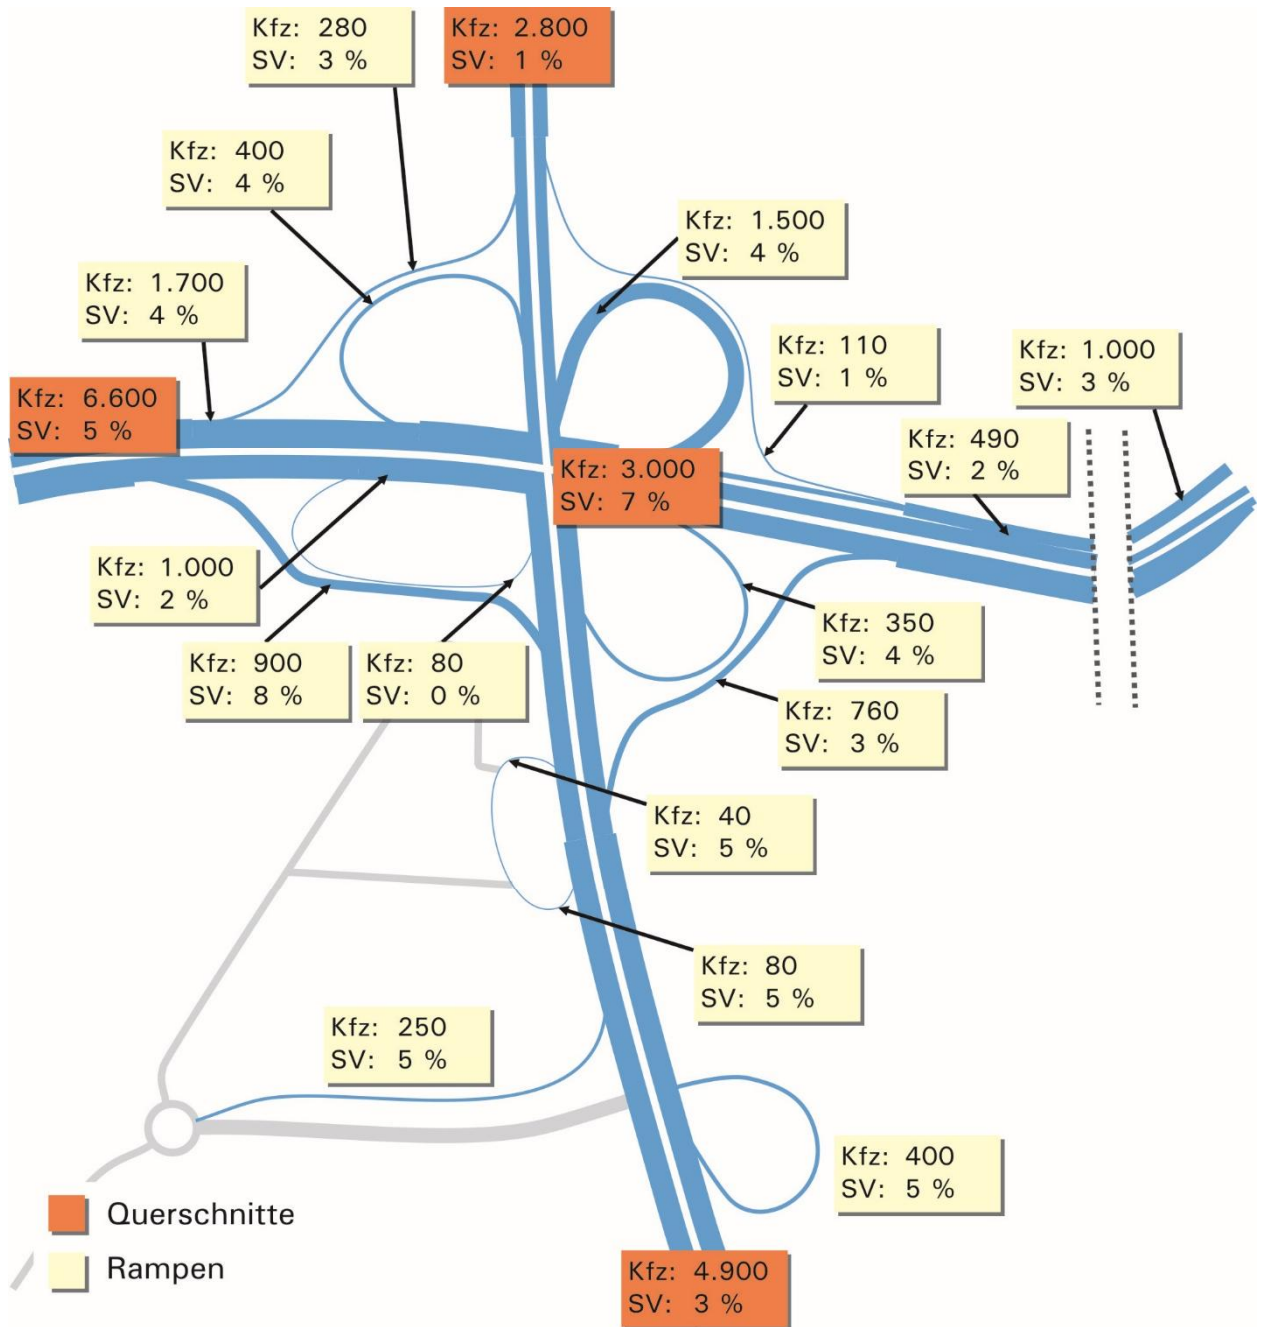 Kfz: 280
SV: 3 %
Kfz: 2.800
SV: 1 %
Kfz: 400
SV: 4 %
Kfz: 1.500
SV: 4 %
Kfz: 1.700
SV: 4 %
Kfz: 110
SV: 1 %
Kfz: 1.000
SV: 3 %
Kfz: 6.600
SV: 5 %
Kfz: 490
SV: 2 %
Kfz: 3.000
SV: 7 %
Kfz: 1.000
SV: 2 %
Kfz: 350
SV: 4 %
Kfz: 900
SV: 8 %
Kfz: 80
SV: 0 %
Kfz: 760
SV: 3 %
Kfz: 40
SV: 5 %
Kfz: 80
SV: 5 %
Kfz: 250
SV: 5 %
Kfz: 400
SV: 5 %
Querschnitte
Rampen
Kfz: 4.900
SV: 3 %